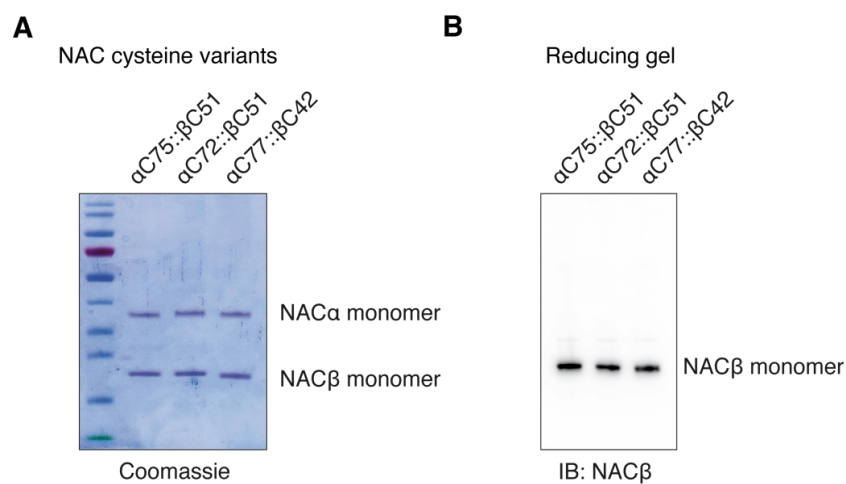 A
NAC cysteine variants
αC75::βC51
αC72::βC51
αC77::βC42
NACα monomer
NACβ monomer
Coomassie
B
Reducing gel
αC75::βC51
αC72::βC51
αC77::βC42
NACβ monomer
IB: NACβ